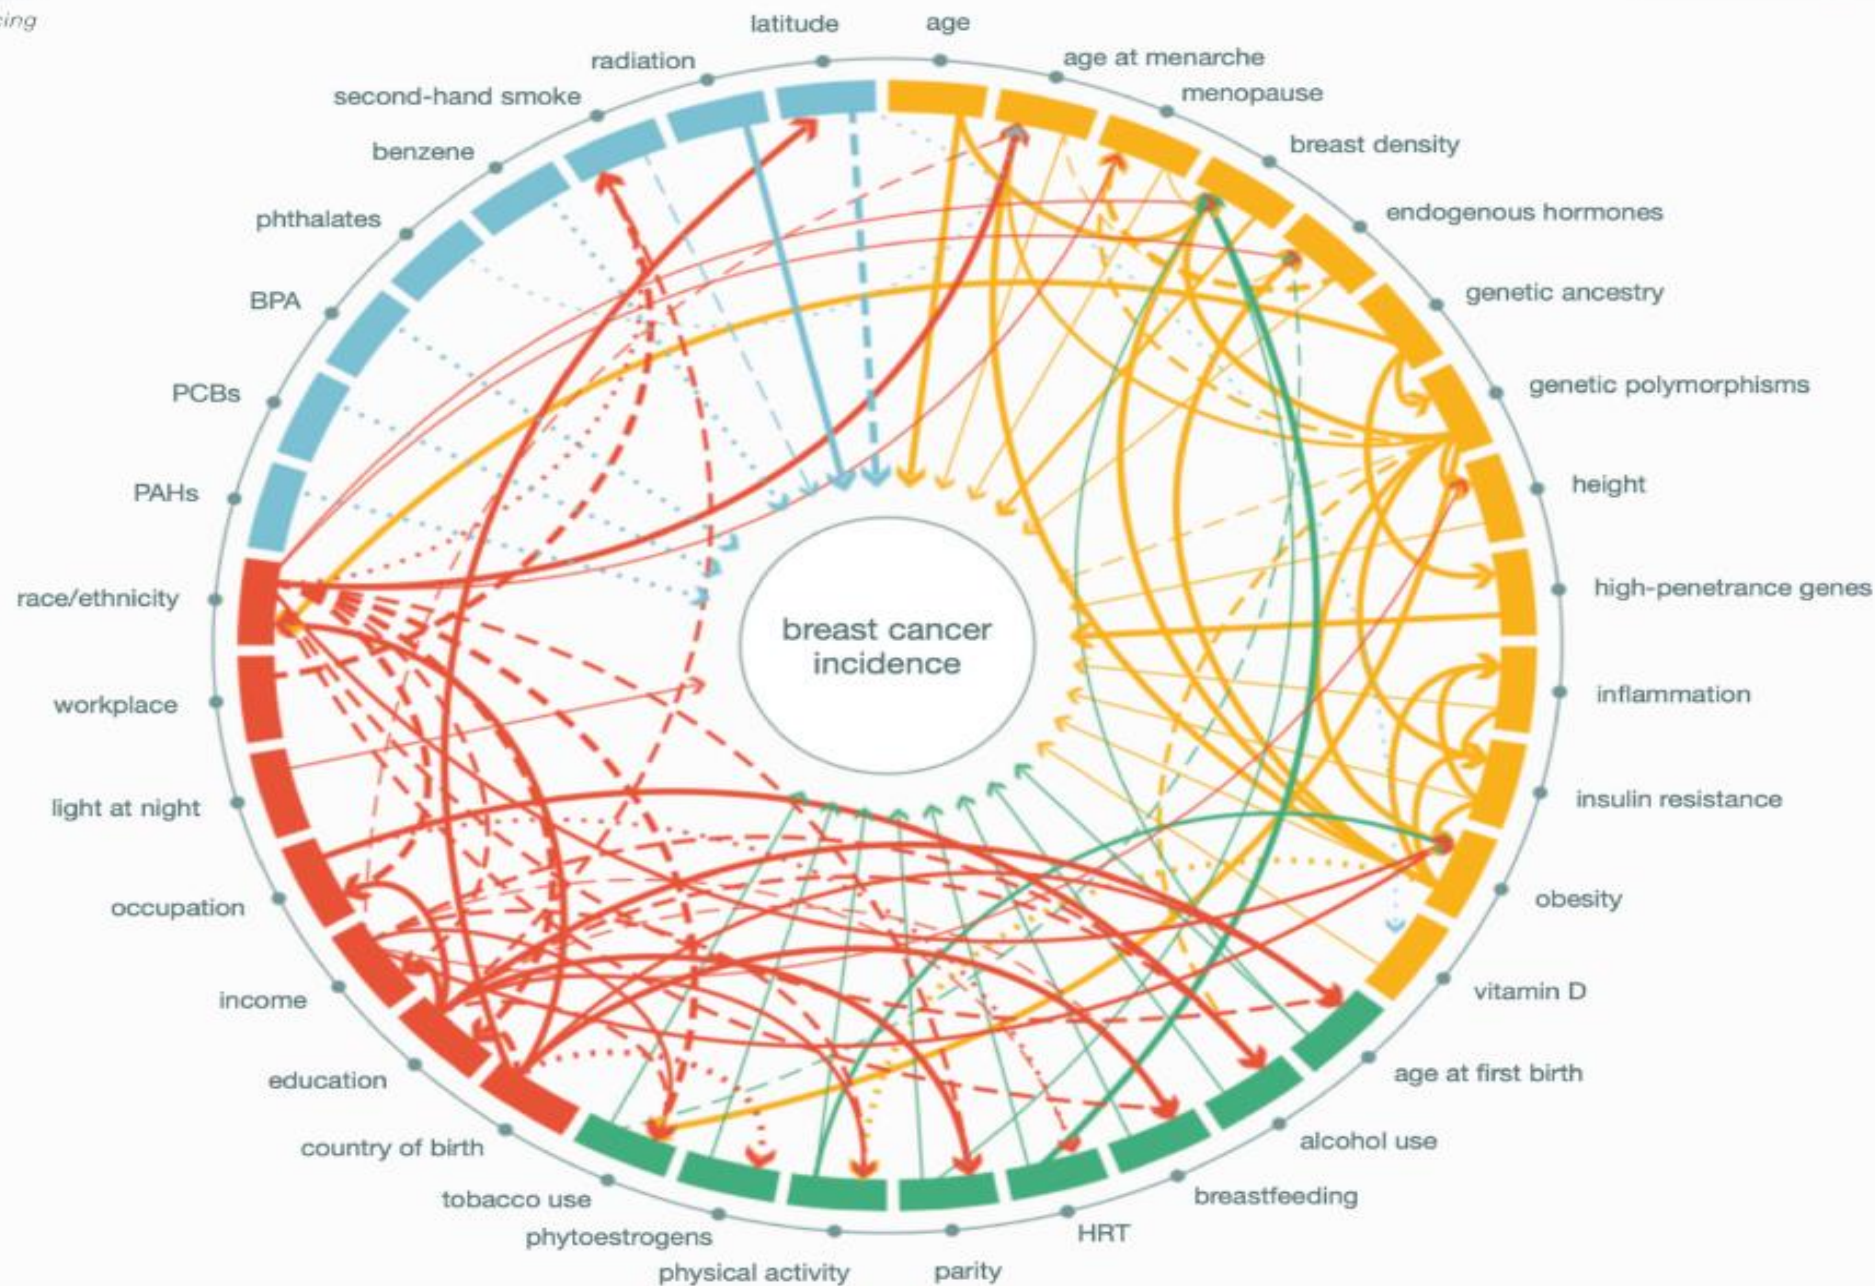 latitude
age
radiation
age at menarche
second-hand smoke
menopause
benzene
breast density
phthalates
endogenous hormones
BPA
genetic ancestry
PCBs
genetic polymorphisms
PAHs
height
race/ethnicity
high-penetrance genes
breast cancer
incidence
workplace
inflammation
light at night
insulin resistance
occupation
obesity
income
vitamin D
education
age at first birth
country of birth
alcohol use
tobacco use
breastfeeding
phytoestrogens
HRT
physical activity
parity